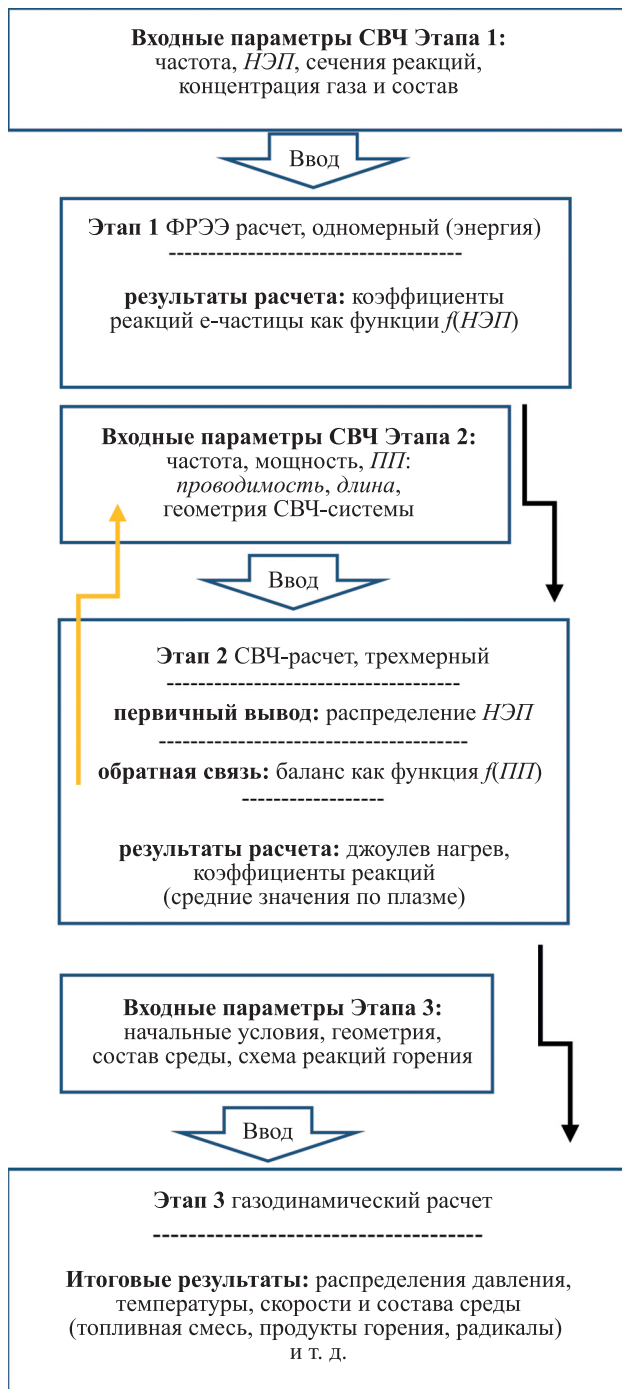 Входные параметры СВЧ Этапа 1:
частота, НЭП, сечения реакций,
концентрация газа и состав
Ввод
Этап 1 ФРЭЭ расчет, одномерный (энергия)
-------------------------------------
результаты расчета: коэффициенты
реакций е-частицы как функции f(НЭП)
Входные параметры СВЧ Этапа 2:
частота, мощность, ПП:
проводимость, длина,
геометрия СВЧ-системы
Ввод
Этап 2 СВЧ-расчет, трехмерный
-------------------------------------
первичный вывод: распределение НЭП
---------------------------------------
обратная связь: баланс как функция f(ПП)
------------------
результаты расчета: джоулев нагрев,
коэффициенты реакций
(средние значения по плазме)
Входные параметры Этапа 3:
начальные условия, геометрия,
состав среды, схема реакций горения
Ввод
Этап 3 газодинамический расчет
-------------------------------------
Итоговые результаты: распределения давления,
температуры, скорости и состава среды
(топливная смесь, продукты горения, радикалы)
и т. д.